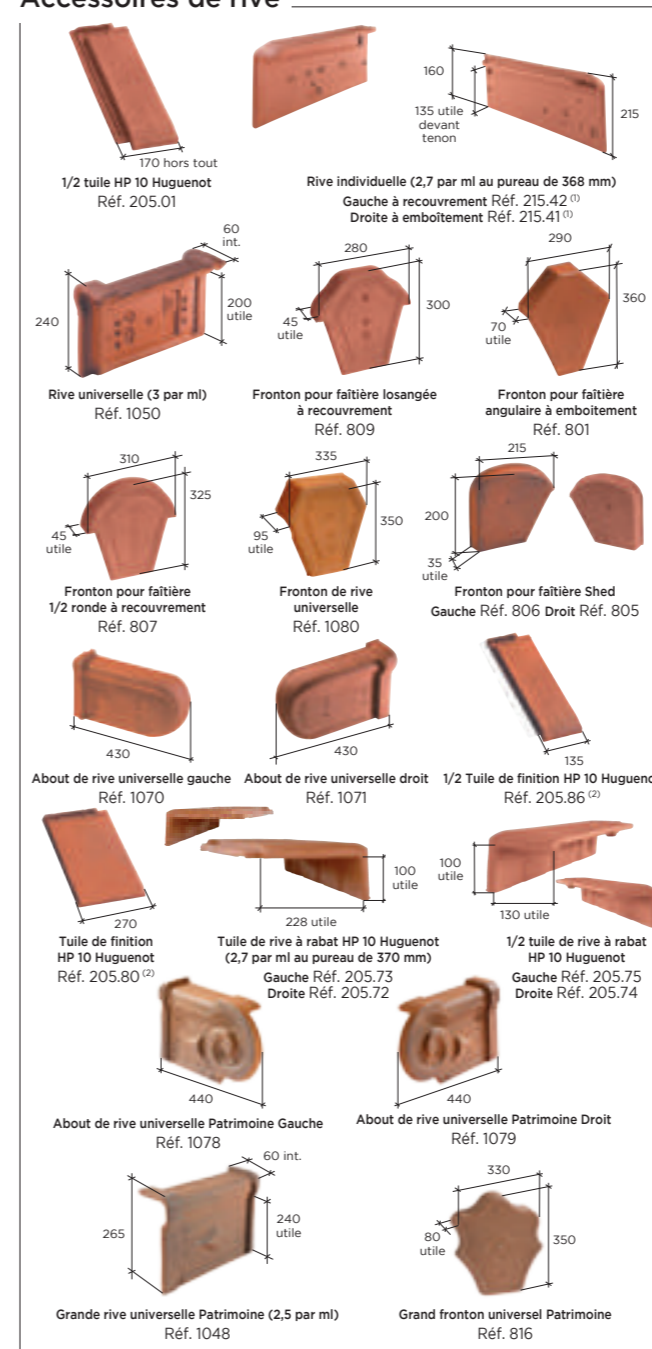 Accessoires de rive
170 hors tout
1/2 tuile HP 10 Huguenot
Réf. 205.01
160
135 utile
devant
tenon
215
Rive individuelle (2,7 par ml au pureau de 368 mm)
Gauche à recouvrement Réf. 215.42 (1)
Droite à emboîtement Réf. 215.41 (1)
60
int.
240
200
utile
Rive universelle (3 par ml)
Réf. 1050
280
300
45
utile
Fronton pour faîtière losangée
à recouvrement
Réf. 809
290
360
70
utile
Fronton pour faîtière
angulaire à emboitement
Réf. 801
310
325
45
utile
Fronton pour faîtière
1/2 ronde à recouvrement
Réf. 807
335
350
95
utile
Fronton de rive
universelle
Réf. 1080
215
200
35
utile
Fronton pour faîtière Shed
Gauche Réf. 806 Droit Réf. 805
430
About de rive universelle gauche
Réf. 1070
430
About de rive universelle droit
Réf. 1071
135
1/2 Tuile de finition HP 10 Hugueno
Réf. 205.86 (2)
270
Tuile de finition
HP 10 Huguenot
Réf. 205.80 (2)
100
utile
228 utile
Tuile de rive à rabat HP 10 Huguenot
(2,7 par ml au pureau de 370 mm)
Gauche Réf. 205.73
Droite Réf. 205.72
100
utile
130 utile
1/2 tuile de rive à rabat
HP 10 Huguenot
Gauche Réf. 205.75
Droite Réf. 205.74
440
About de rive universelle Patrimoine Gauche
Réf. 1078
440
About de rive universelle Patrimoine Droit
Réf. 1079
60 int.
265
240
utile
Grande rive universelle Patrimoine (2,5 par ml)
Réf. 1048
330
350
80
utile
Grand fronton universel Patrimoine
Réf. 816